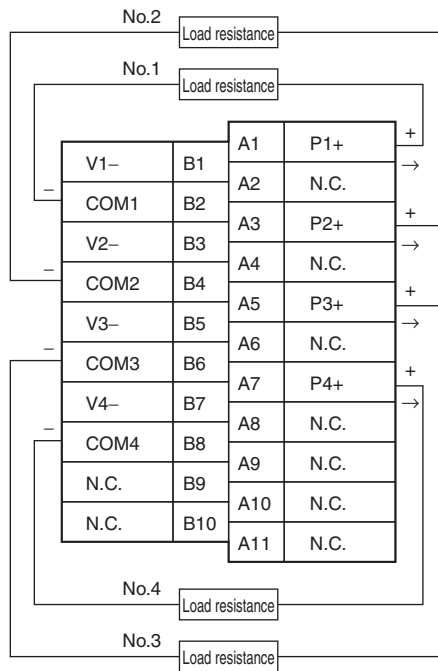 No.2
Load resistance
No.1
Load resistance
A1 P1+ +
V1– B1 →
– A2 N.C.
COM1 B2
A3 P2+ +
V2– B3 →
– A4 N.C.
COM2 B4
A5 P3+ +
V3– B5 →
– A6 N.C.
COM3 B6
A7 P4+ +
V4– B7 →
– A8 N.C.
COM4 B8
A9 N.C.
N.C. B9
A10 N.C.
N.C. B10
A11 N.C.
No.4
Load resistance
No.3
Load resistance